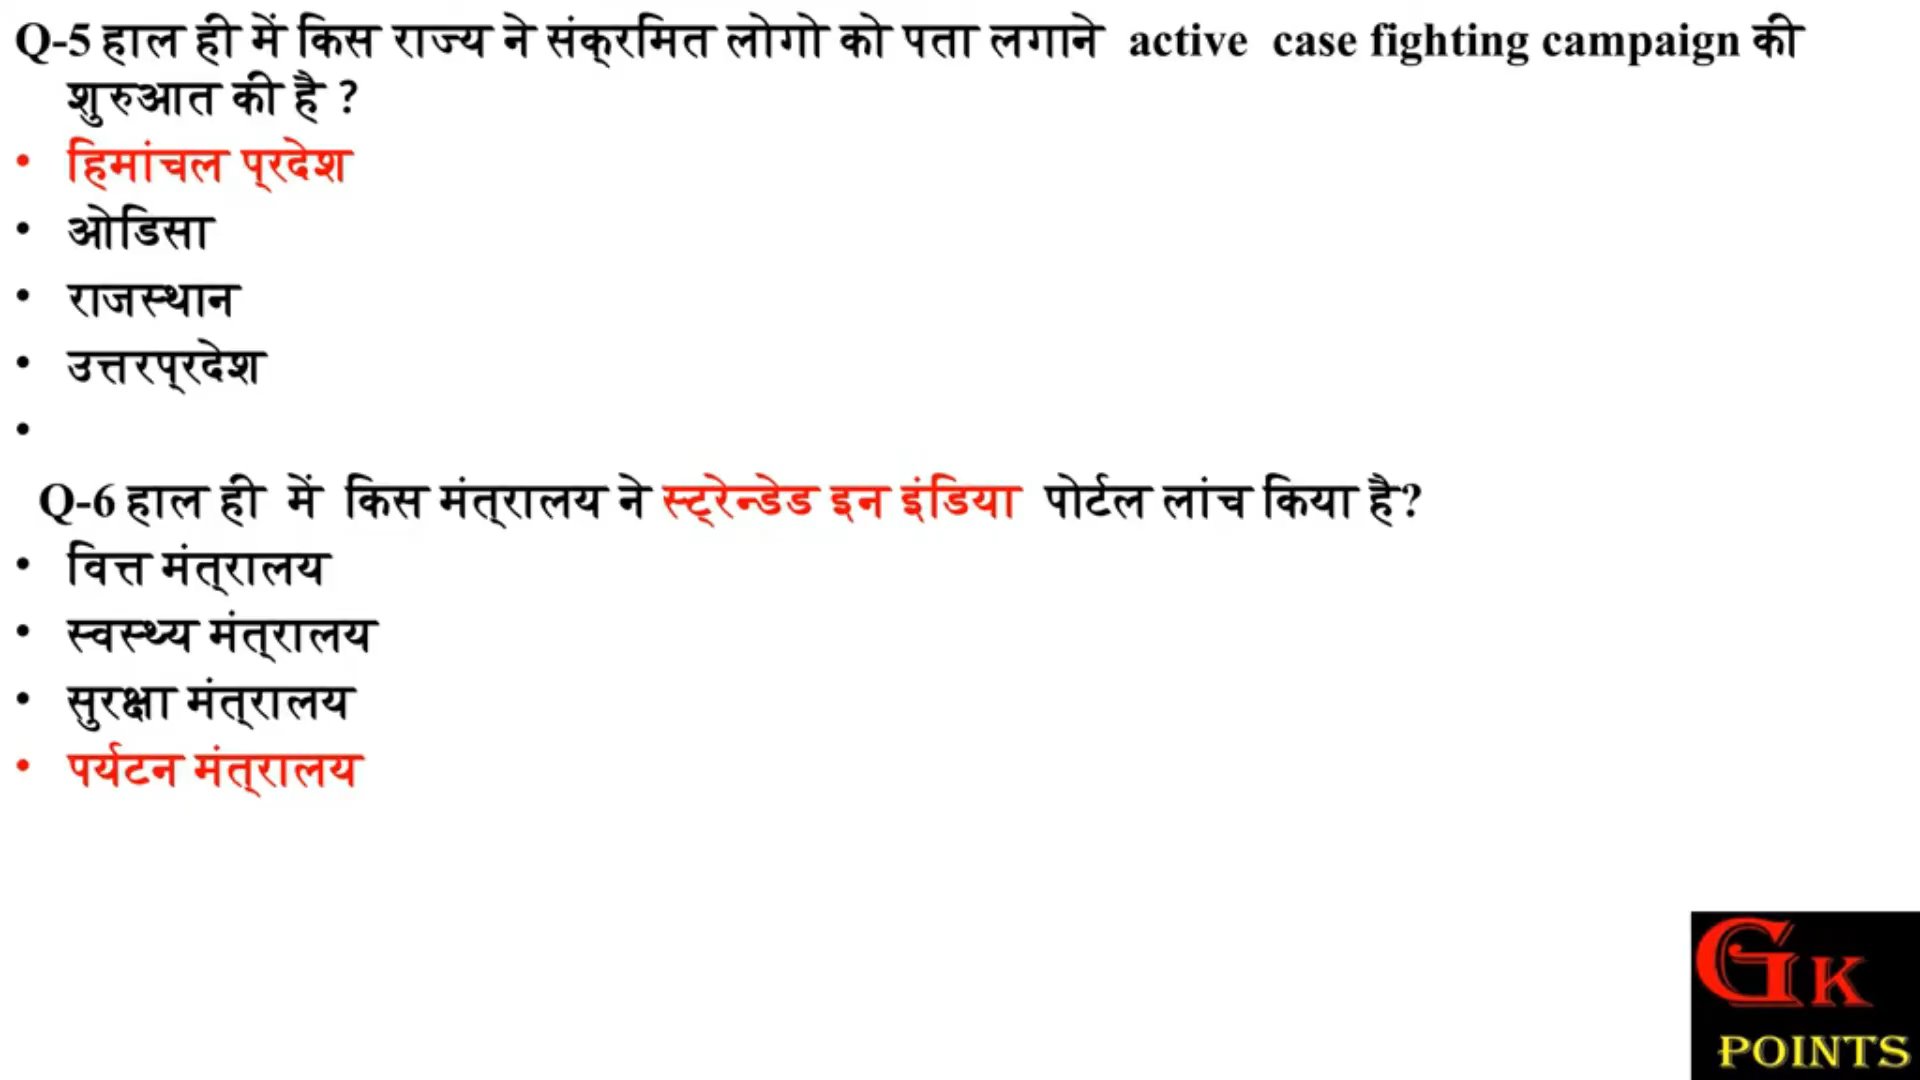 Q-5 हाल ही में किस राज्य ने संक्रमित लोगो को पता लगाने active case fighting campaign की
शुरुआत की है ?
• हिमांचल प्रदेश
• ओडिसा
• राजस्थान
• उत्तरप्रदेश
•
Q-6 हाल ही में किस मंत्रालय ने स्ट्रेन्डेड इन इंडिया पोर्टल लांच किया है?
• वित्त मंत्रालय
• स्वस्थ्य मंत्रालय
• सुरक्षा मंत्रालय
• पर्यटन मंत्रालय
GK
POINTS